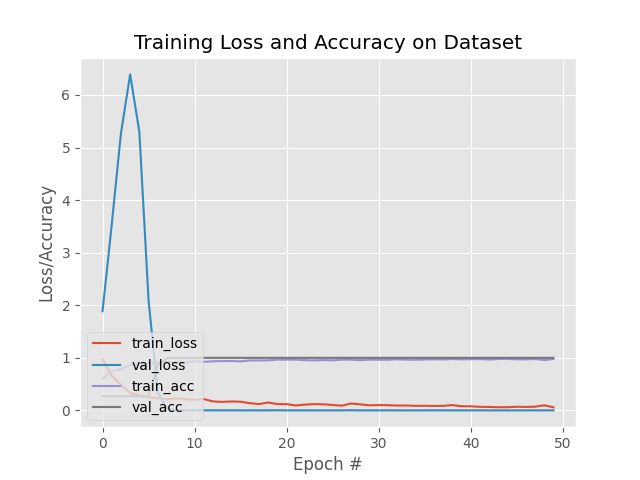 Training Loss and Accuracy on Dataset
Loss/Accuracy
6
5
4
3
2
1
0
train_loss
val_loss
train_acc
val_acc
0 10 20 30 40 50
Epoch #